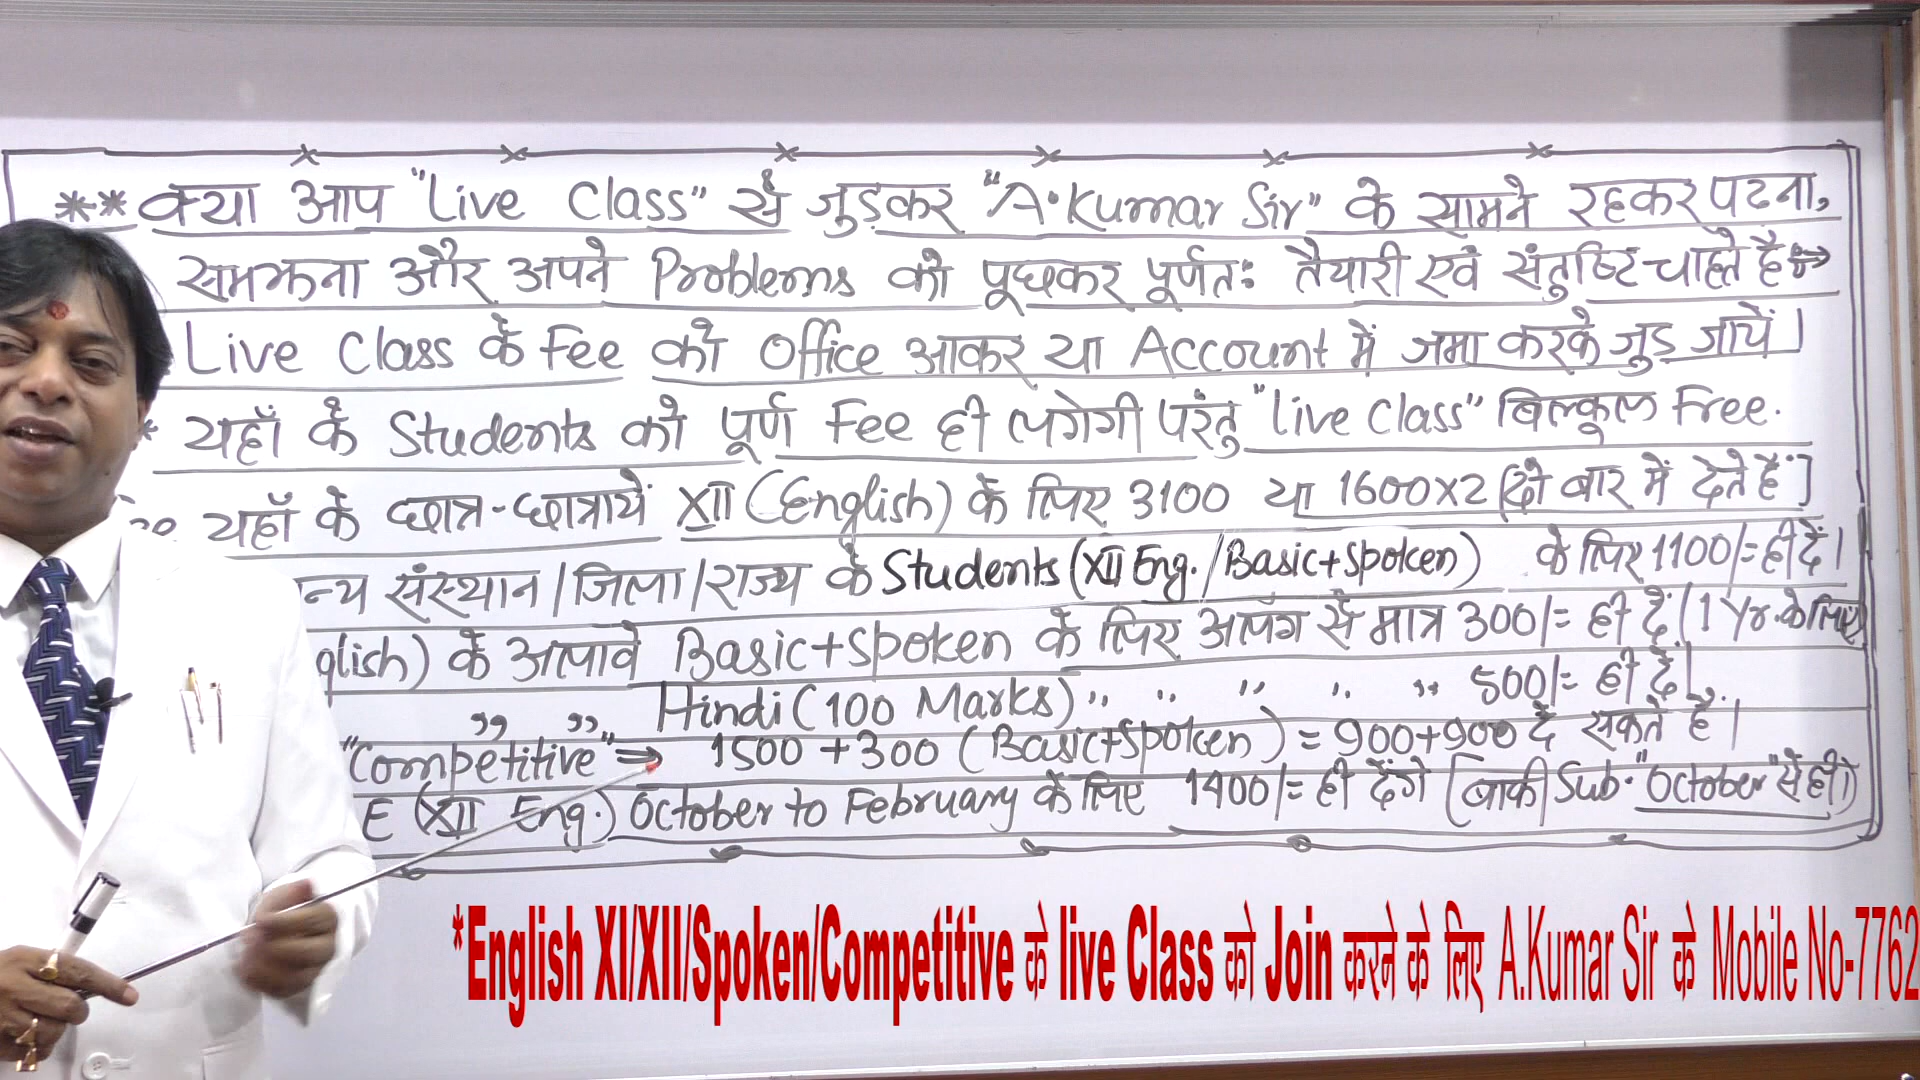 ** क्या आप "Live Class" से जुड़कर "A.Kumar Sir" के सामने रहकर पढना,
समझना और अपने Problems को पूछकर पूर्णतः तैयारी एवं संतुष्टि चाहते है ⇒
Live Class के Fee को Office आकर या Account में जमा करके जुड़ जायें।
* यहाँ के Students को पूर्ण Fee ही लगेगी परंतु "live Class" बिल्कुल Free.
यहाँ के छात्र-छात्रायें XII (English) के लिए 3100 या 1600x2 [दो बार में देते हैं]
न्य संस्थान/जिला/राज्य के Students (XII Eng./Basic+Spoken) के लिए 1100/= ही दें।
glish) के अलावे Basic+Spoken के लिए अलग से मात्र 300/= ही दें (1 Yr. के लिए)
" " Hindi (100 Marks) " " " " " 500/= ही दें।
"Competitive" ⇒ 1500 + 300 (Basic+Spoken) = 900+900 दे सकते है।
E (XII Eng.) October to February के लिए 1400/= ही देंगे (बाकी Sub. "October" से ही)
*English XI/XII/Spoken/Competitive के live Class को Join करने के लिए A.Kumar Sir के Mobile No-7762